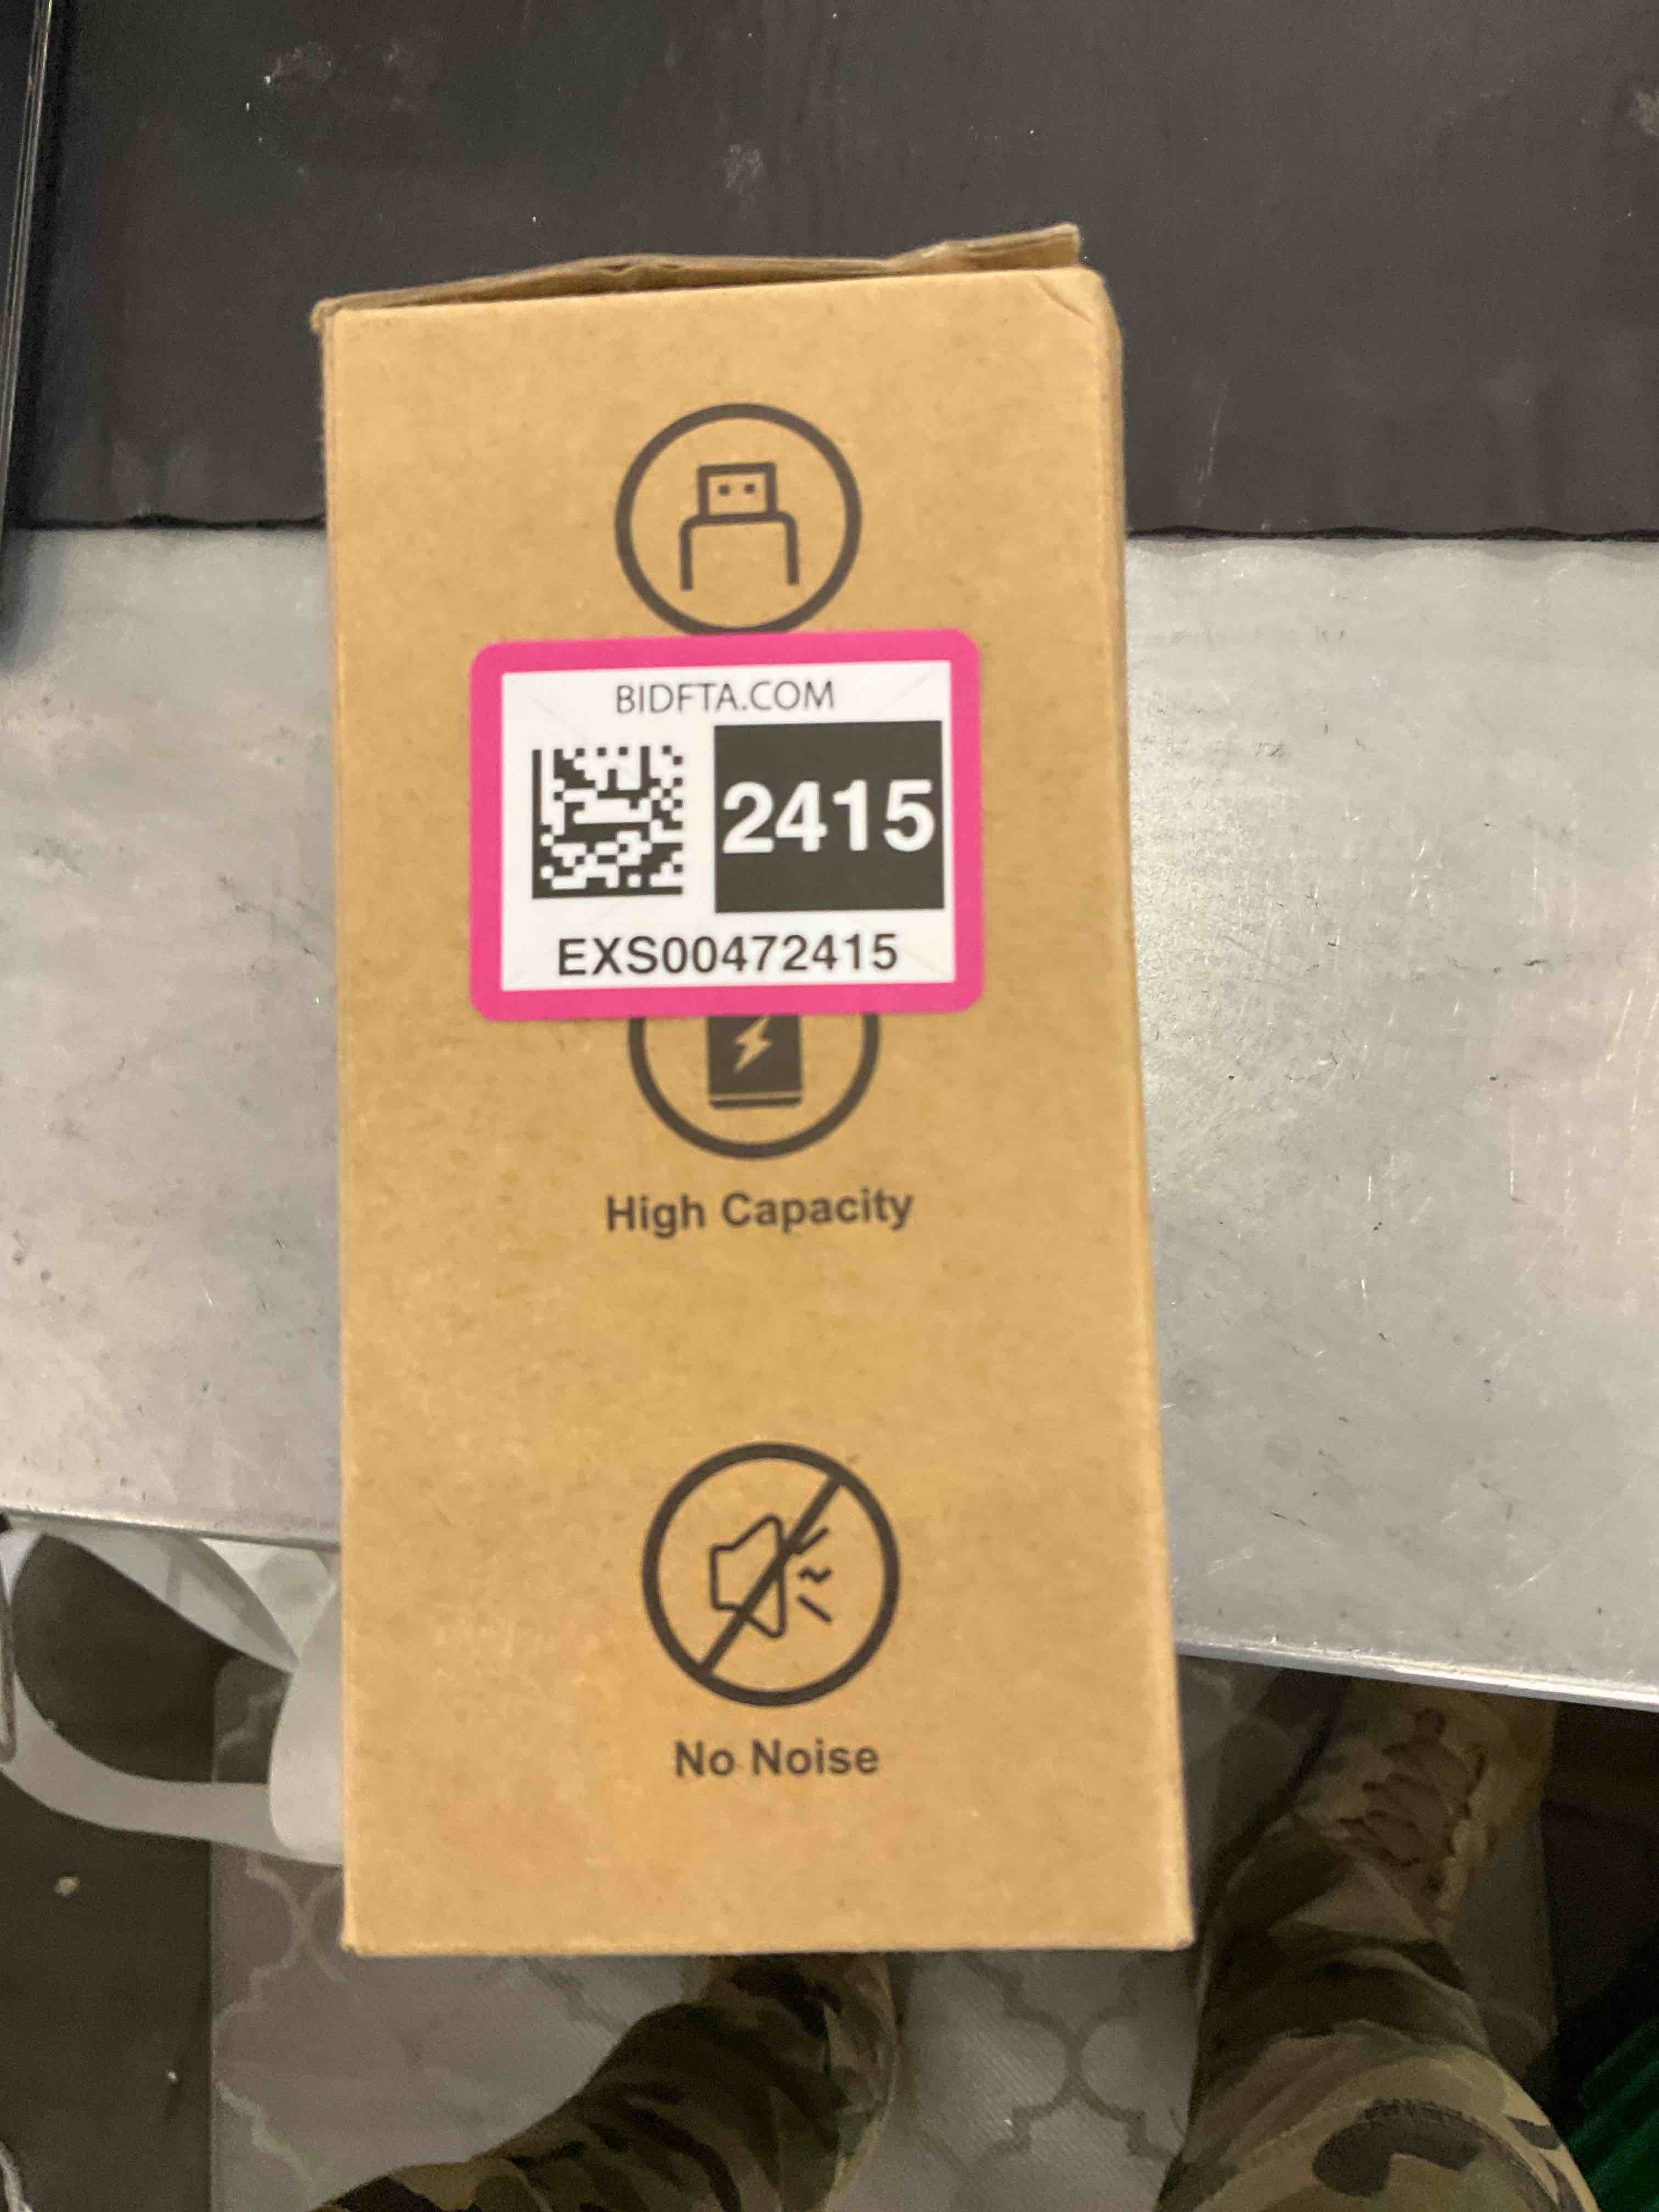 BIDFTA.COM
2415
EXS00472415
High Capacity
No Noise